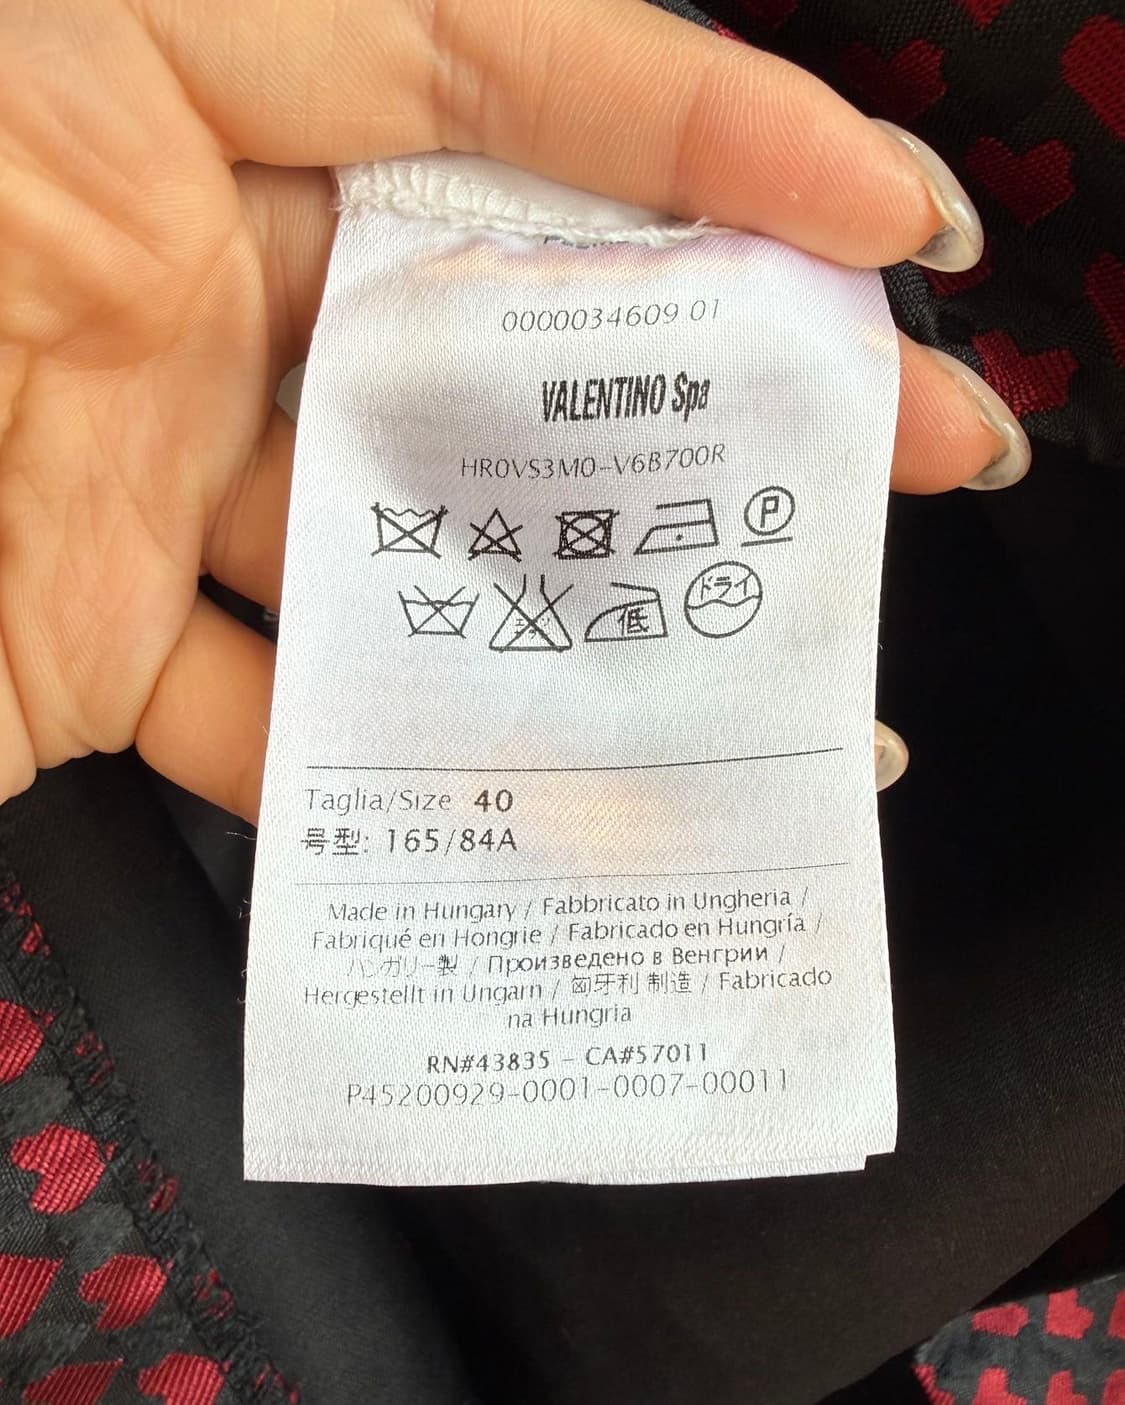 0000034609 01
VALENTINO Spa
HR0VS3M0-V6B700R
P
低 ドライ
Taglia/Size 40
号型: 165/84A
Made in Hungary / Fabbricato in Ungheria /
Fabriqué en Hongrie / Fabricado en Hungría /
ハンガリー製 / Произведено в Венгрии /
Hergestellt in Ungarn / 匈牙利 制造 / Fabricado
na Hungria
RN#43835 - CA#57011
P45200929-0001-0007-00011